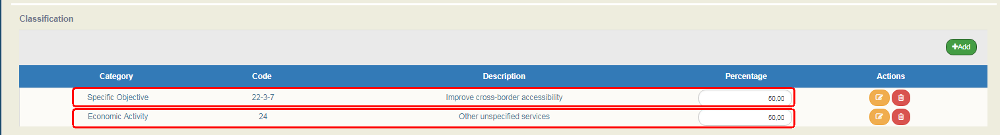 Classification
+Add
Category Code Description Percentage Actions
Specific Objective 22-3-7 Improve cross-border accessibility 50,00
Economic Activity 24 Other unspecified services 50,00